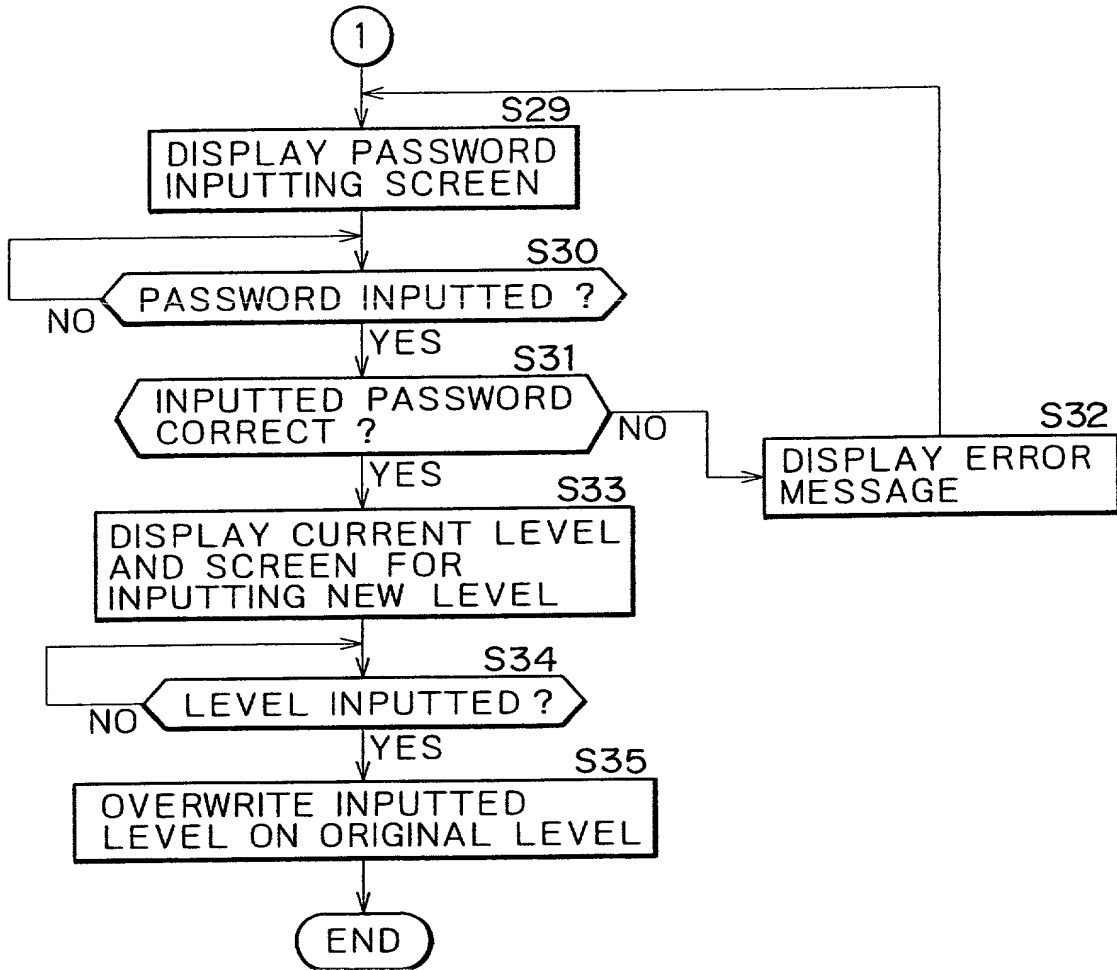 1
S29
DISPLAY PASSWORD
INPUTTING SCREEN
S30
PASSWORD INPUTTED ?
NO
YES
S31
INPUTTED PASSWORD
CORRECT ?
NO
YES
S32
DISPLAY ERROR
MESSAGE
S33
DISPLAY CURRENT LEVEL
AND SCREEN FOR
INPUTTING NEW LEVEL
S34
LEVEL INPUTTED ?
NO
YES
S35
OVERWRITE INPUTTED
LEVEL ON ORIGINAL LEVEL
END